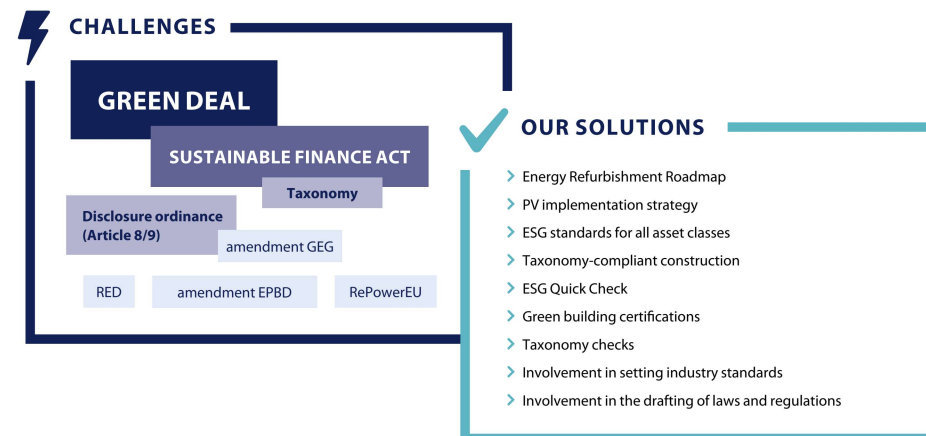 CHALLENGES
GREEN DEAL
SUSTAINABLE FINANCE ACT
Taxonomy
Disclosure ordinance
(Article 8/9)
amendment GEG
RED
amendment EPBD
RePowerEU
OUR SOLUTIONS
Energy Refurbishment Roadmap
PV implementation strategy
ESG standards for all asset classes
Taxonomy-compliant construction
ESG Quick Check
Green building certifications
Taxonomy checks
Involvement in setting industry standards
Involvement in the drafting of laws and regulations